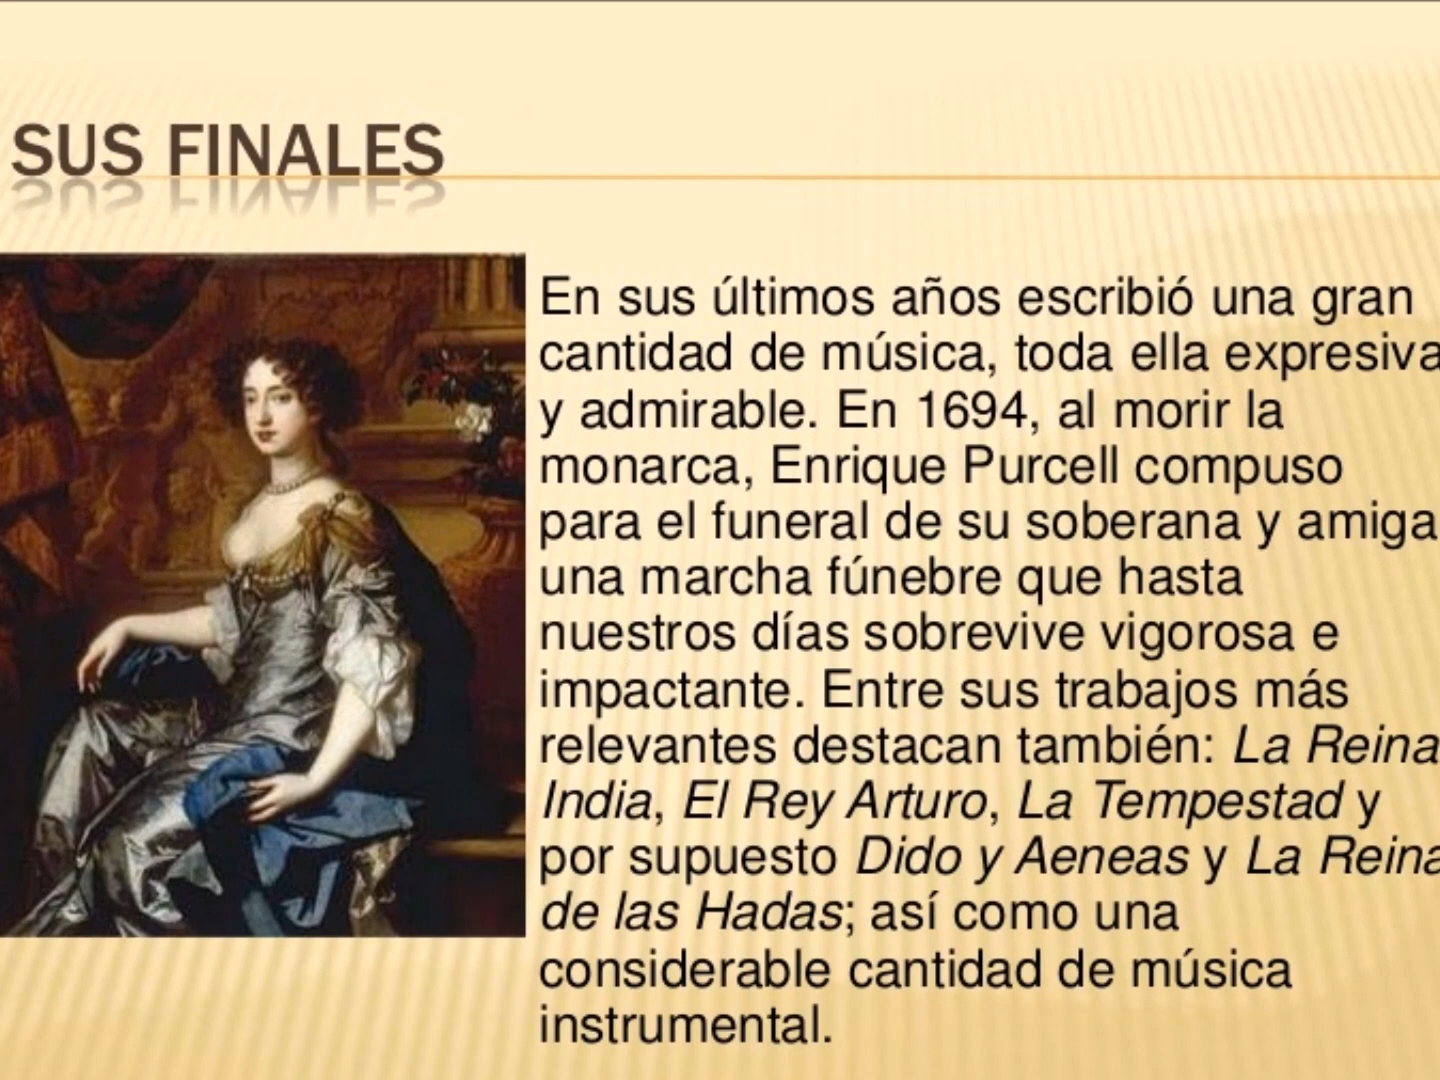 SUS FINALES
En sus últimos años escribió una gran
cantidad de música, toda ella expresiva
y admirable. En 1694, al morir la
monarca, Enrique Purcell compuso
para el funeral de su soberana y amiga
una marcha fúnebre que hasta
nuestros días sobrevive vigorosa e
impactante. Entre sus trabajos más
relevantes destacan también: La Reina
India, El Rey Arturo, La Tempestad y
por supuesto Dido y Aeneas y La Reina
de las Hadas; así como una
considerable cantidad de música
instrumental.